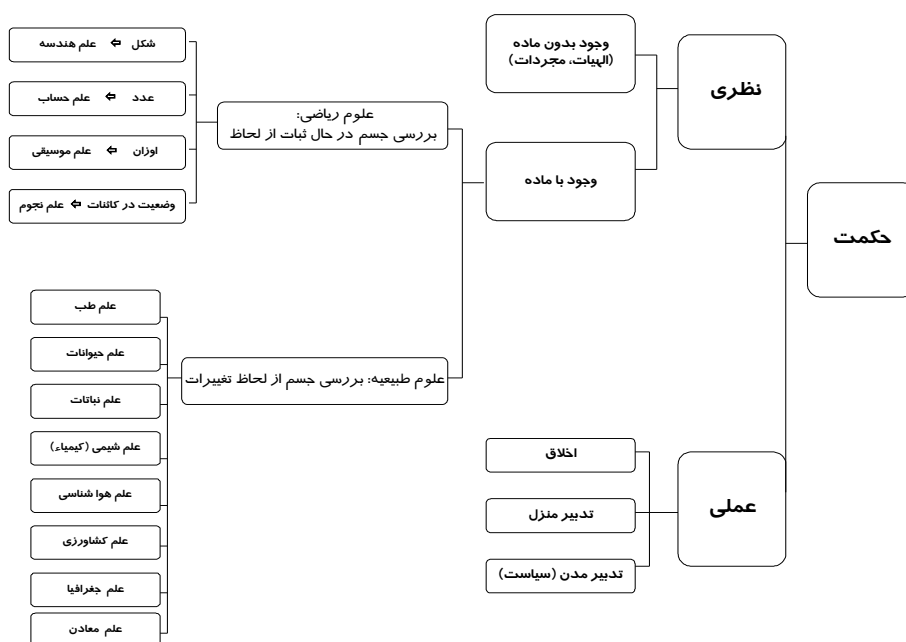 حکمت
نظری
وجود بدون ماده
(الهیات، مجردات)
وجود با ماده
علوم ریاضی:
بررسی جسم در حال ثبات از لحاظ
شکل ⇦ علم هندسه
عدد ⇦ علم حساب
اوزان ⇦ علم موسیقی
وضعیت در کائنات ⇦ علم نجوم
علوم طبیعیه: بررسی جسم از لحاظ تغییرات
علم طب
علم حیوانات
علم نباتات
علم شیمی (کیمیاء)
علم هوا شناسی
علم کشاورزی
علم جغرافیا
علم معادن
عملی
اخلاق
تدبیر منزل
تدبیر مدن (سیاست)